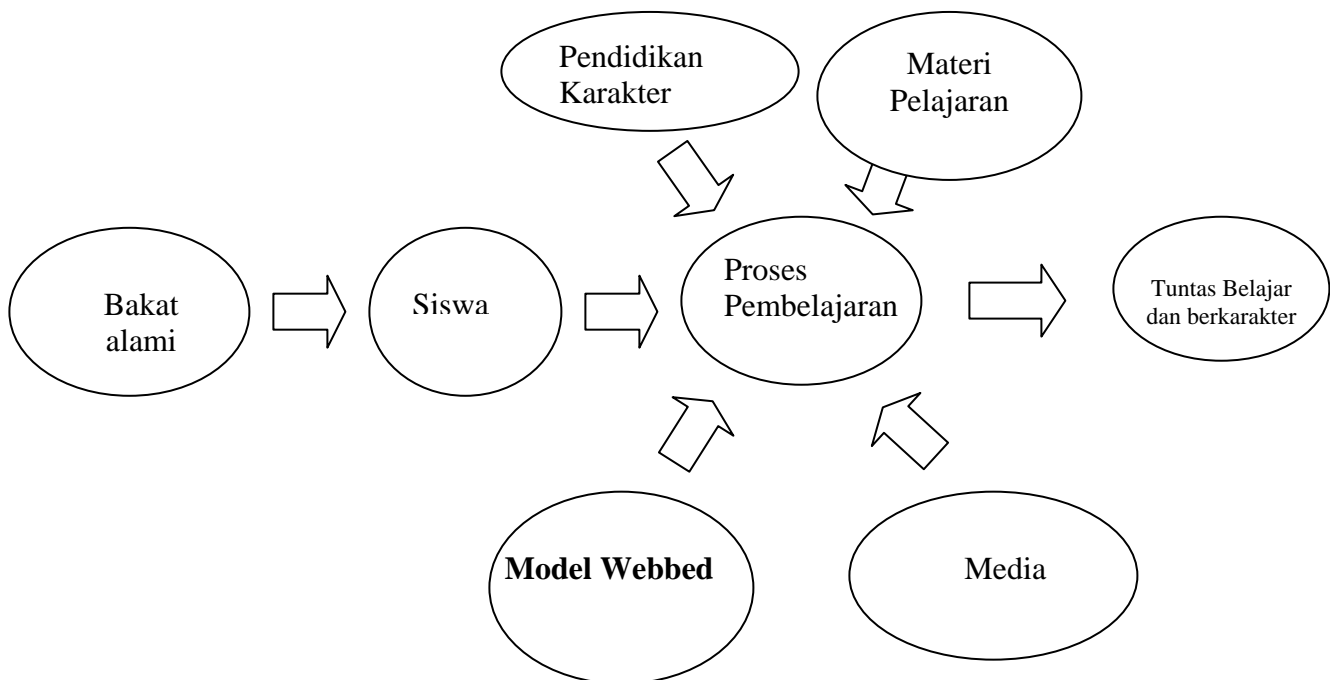 Pendidikan
Karakter
Materi
Pelajaran
Bakat
alami
Siswa
Proses
Pembelajaran
Tuntas Belajar
dan berkarakter
Model Webbed
Media